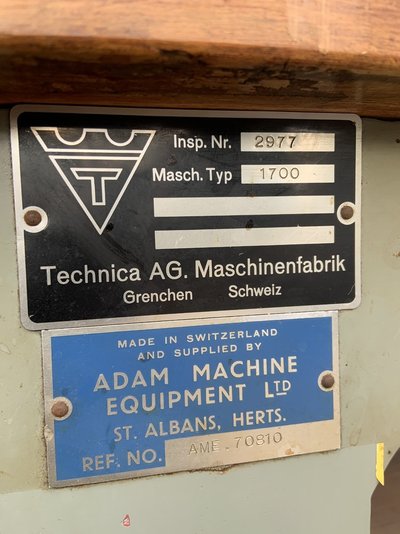 Insp. Nr. 2977
Masch. Typ 1700
T
Technica AG. Maschinenfabrik
Grenchen Schweiz
MADE IN SWITZERLAND
AND SUPPLIED BY
ADAM MACHINE
EQUIPMENT LTD
ST. ALBANS, HERTS.
REF. NO. AME. 70810